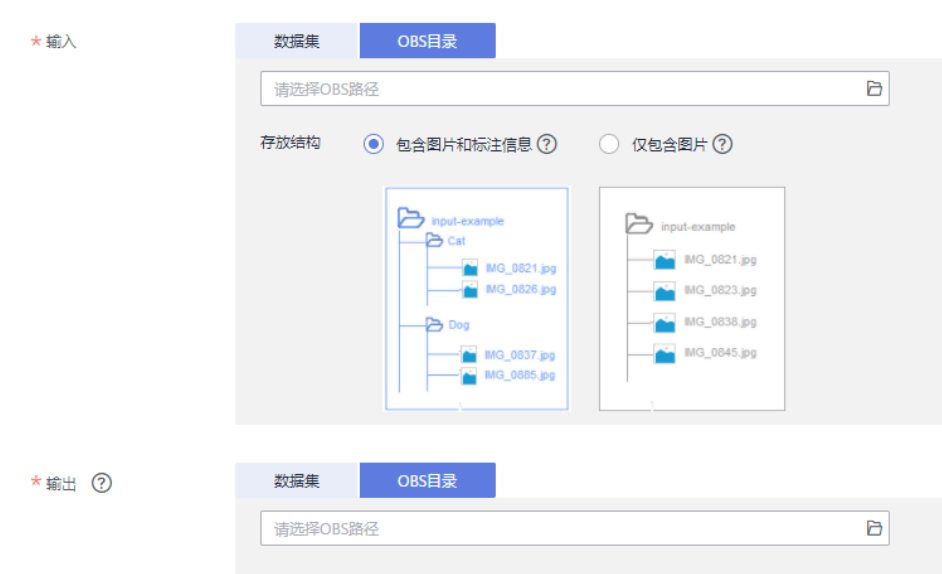 * 输入
数据集 OBS目录
请选择OBS路径
存放结构 包含图片和标注信息 ? 仅包含图片 ?
input-example
Cat
IMG_0821.jpg
IMG_0826.jpg
Dog
IMG_0837.jpg
IMG_0885.jpg
input-example
IMG_0821.jpg
IMG_0823.jpg
IMG_0838.jpg
IMG_0845.jpg
* 输出 ?
数据集 OBS目录
请选择OBS路径